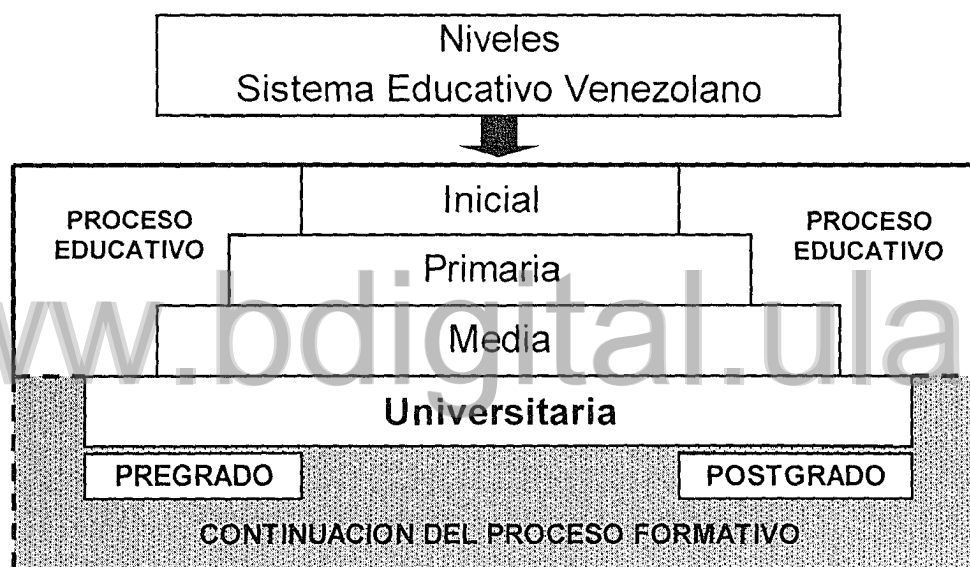 Niveles
Sistema Educativo Venezolano
Inicial
PROCESO
EDUCATIVO
PROCESO
EDUCATIVO
Primaria
Media
www.bdigital.ula
Universitaria
PREGRADO
POSTGRADO
CONTINUACION DEL PROCESO FORMATIVO